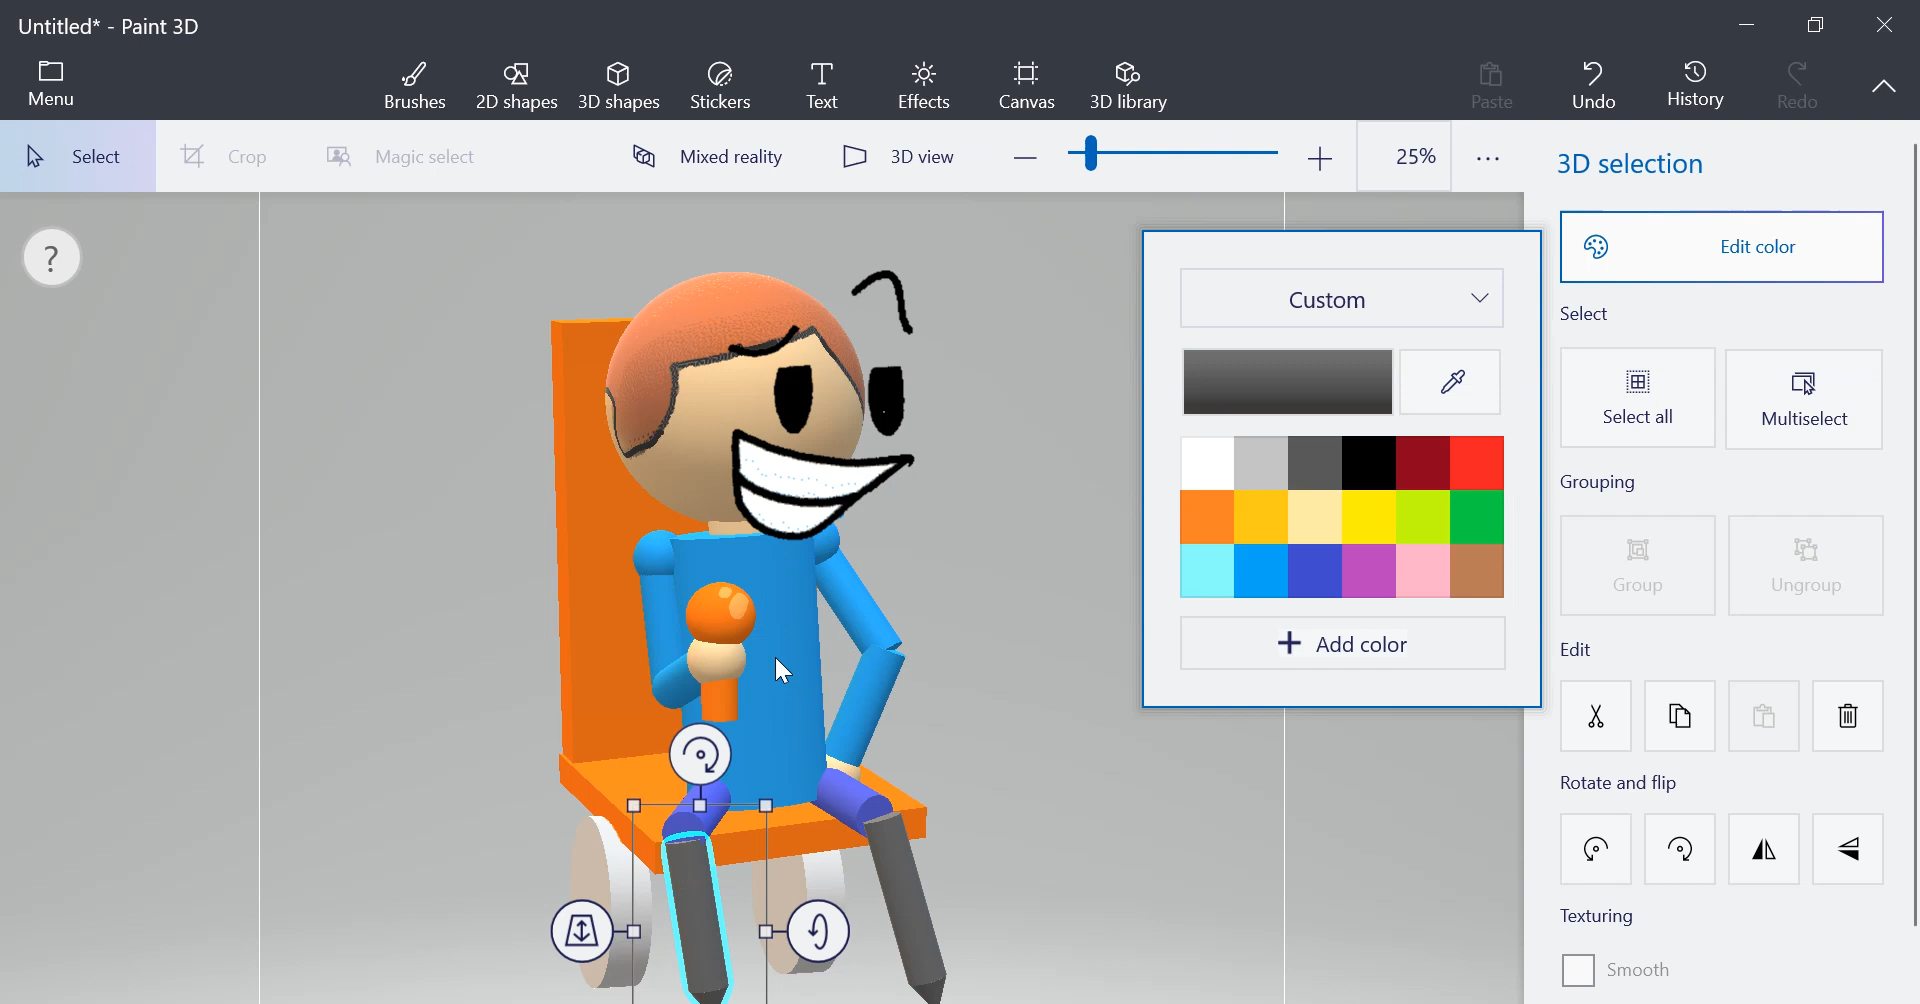 Untitled* - Paint 3D
Menu
Brushes
2D shapes
3D shapes
Stickers
Text
Effects
Canvas
3D library
Paste
Undo
History
Redo
Select
Crop
Magic select
Mixed reality
3D view
25%
?
Custom
Add color
3D selection
Edit color
Select
Select all
Multiselect
Grouping
Group
Ungroup
Edit
Rotate and flip
Texturing
Smooth